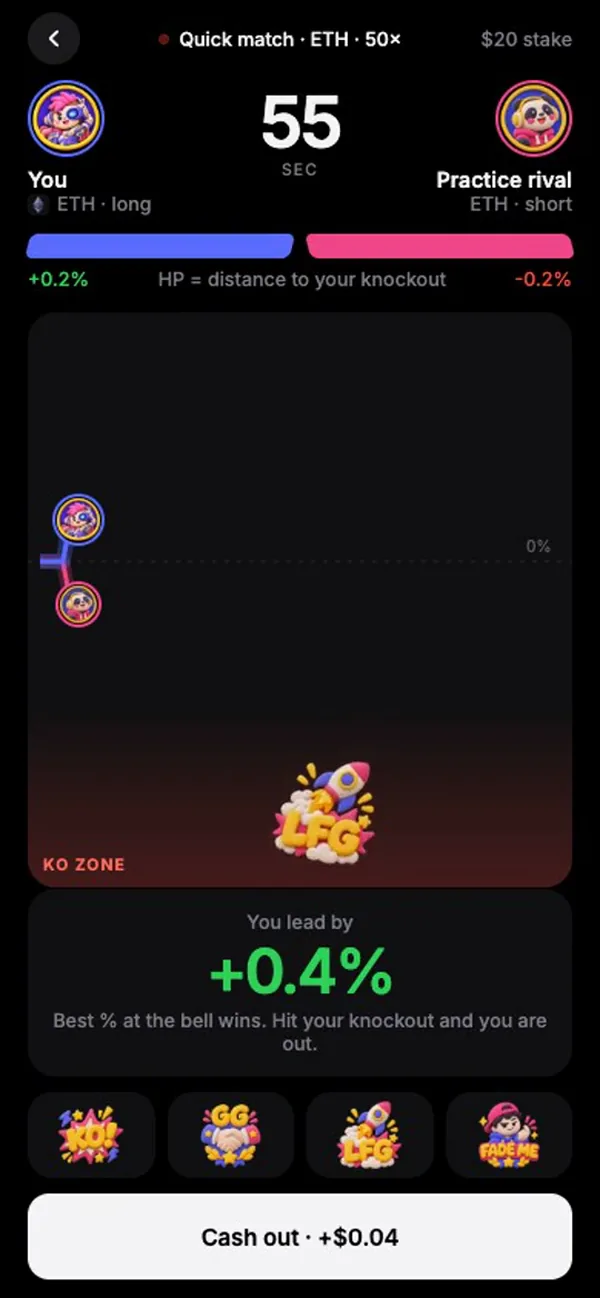 Quick match · ETH · 50×
$20 stake
55
SEC
You
ETH · long
Practice rival
ETH · short
+0.2%
HP = distance to your knockout
-0.2%
0%
LFG
KO ZONE
You lead by
+0.4%
Best % at the bell wins. Hit your knockout and you are
out.
KO!
GG
LFG
FADE ME
Cash out · +$0.04